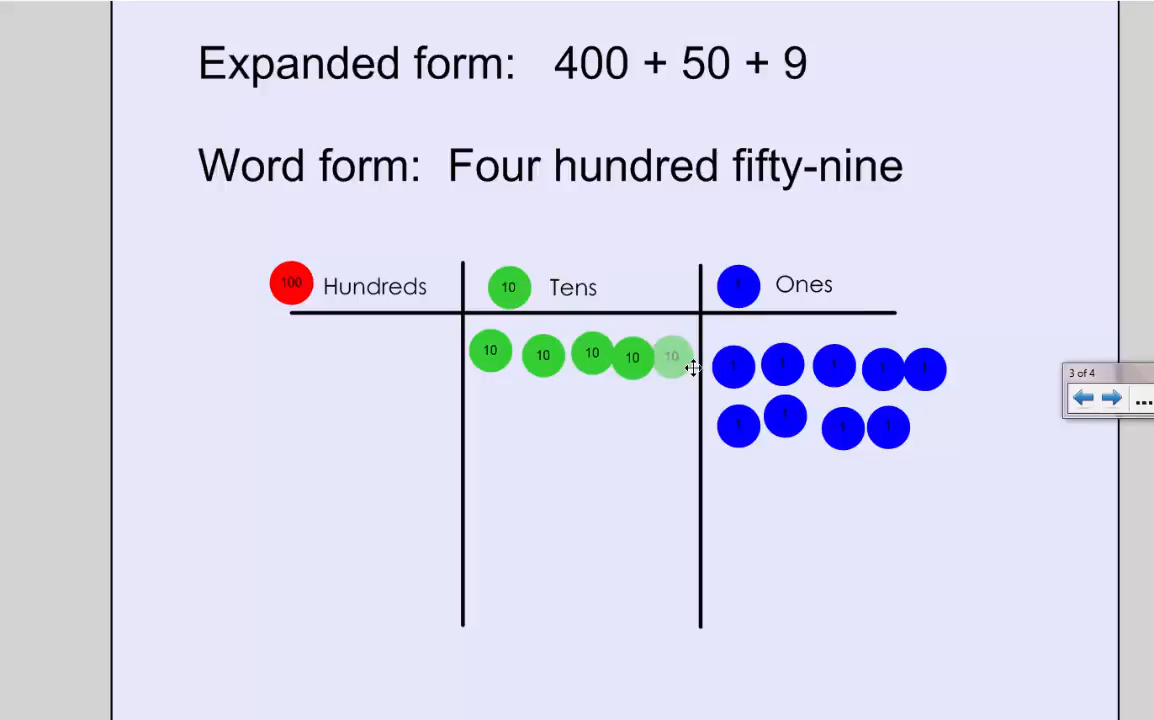 Expanded form: 400 + 50 + 9
Word form: Four hundred fifty-nine
100 Hundreds 10 Tens 1 Ones
10 10 10 10 10 1 1 1 1 1
1 1 1 1
3 of 4
...